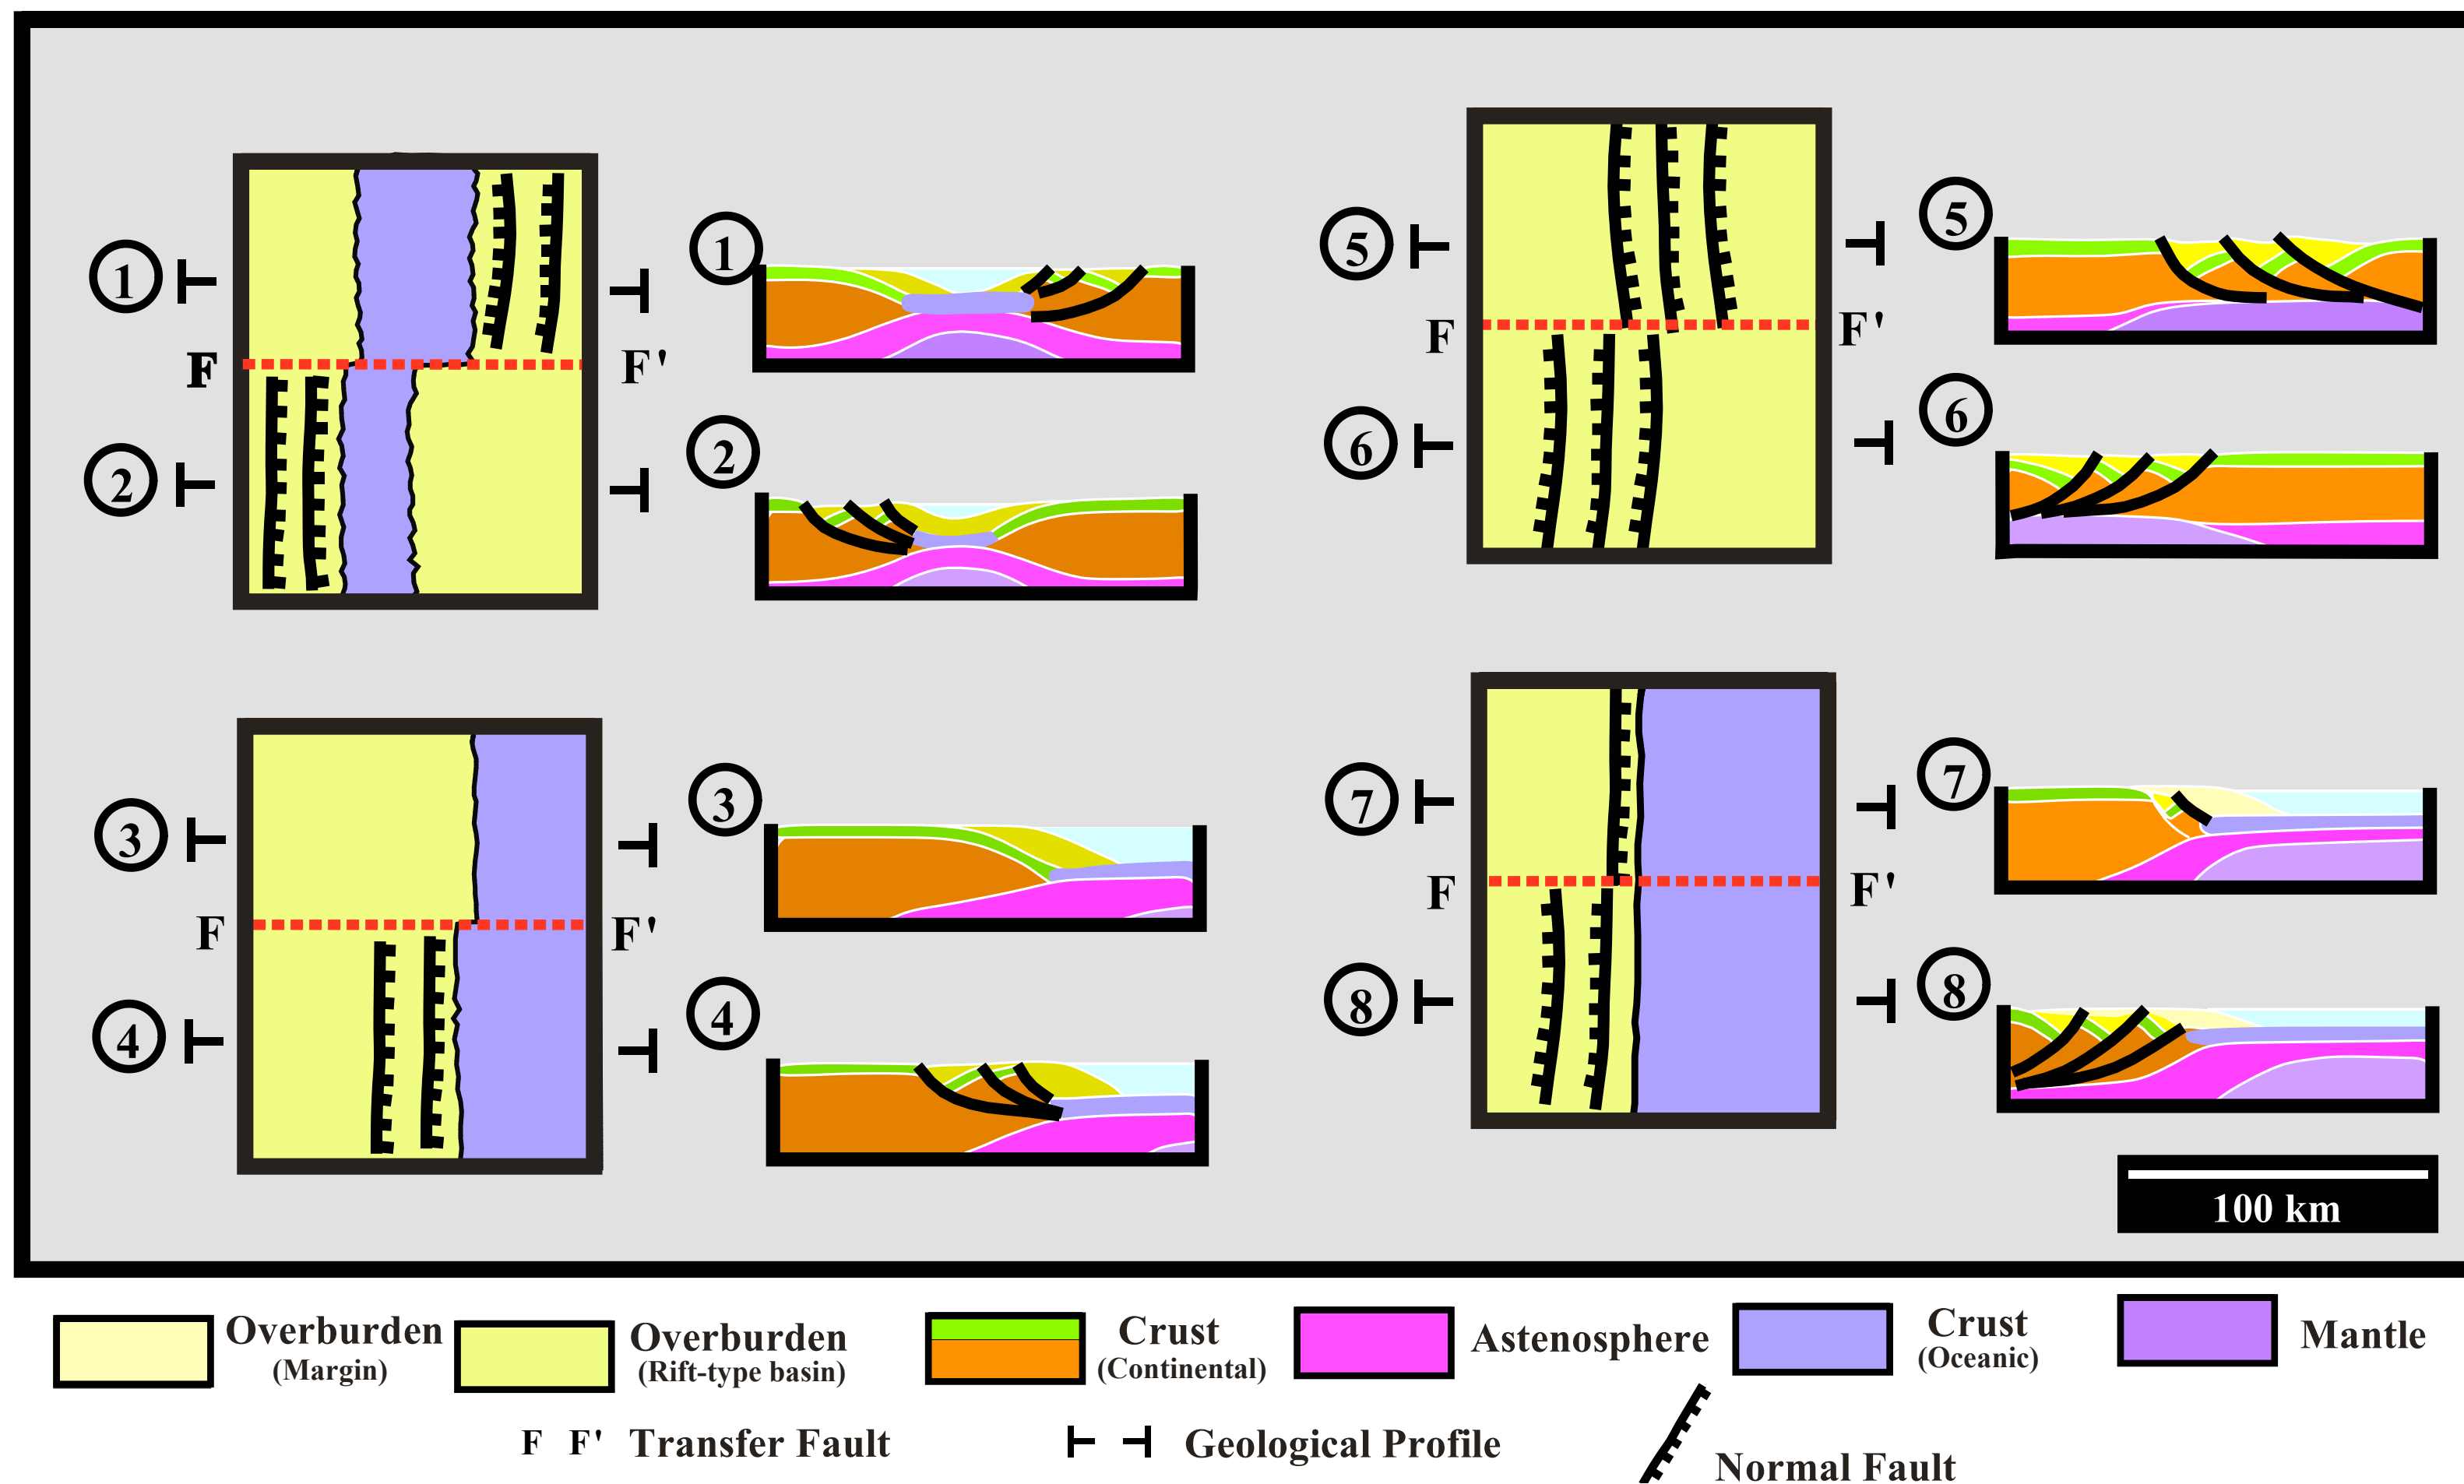 1
1
F
F'
2
2
5
5
F
F'
6
6
3
3
F
F'
4
4
7
7
F
F'
8
8
100 km
Overburden
(Margin)
Overburden
(Rift-type basin)
Crust
(Continental)
Astenosphere
Crust
(Oceanic)
Mantle
F F' Transfer Fault
Geological Profile
Normal Fault